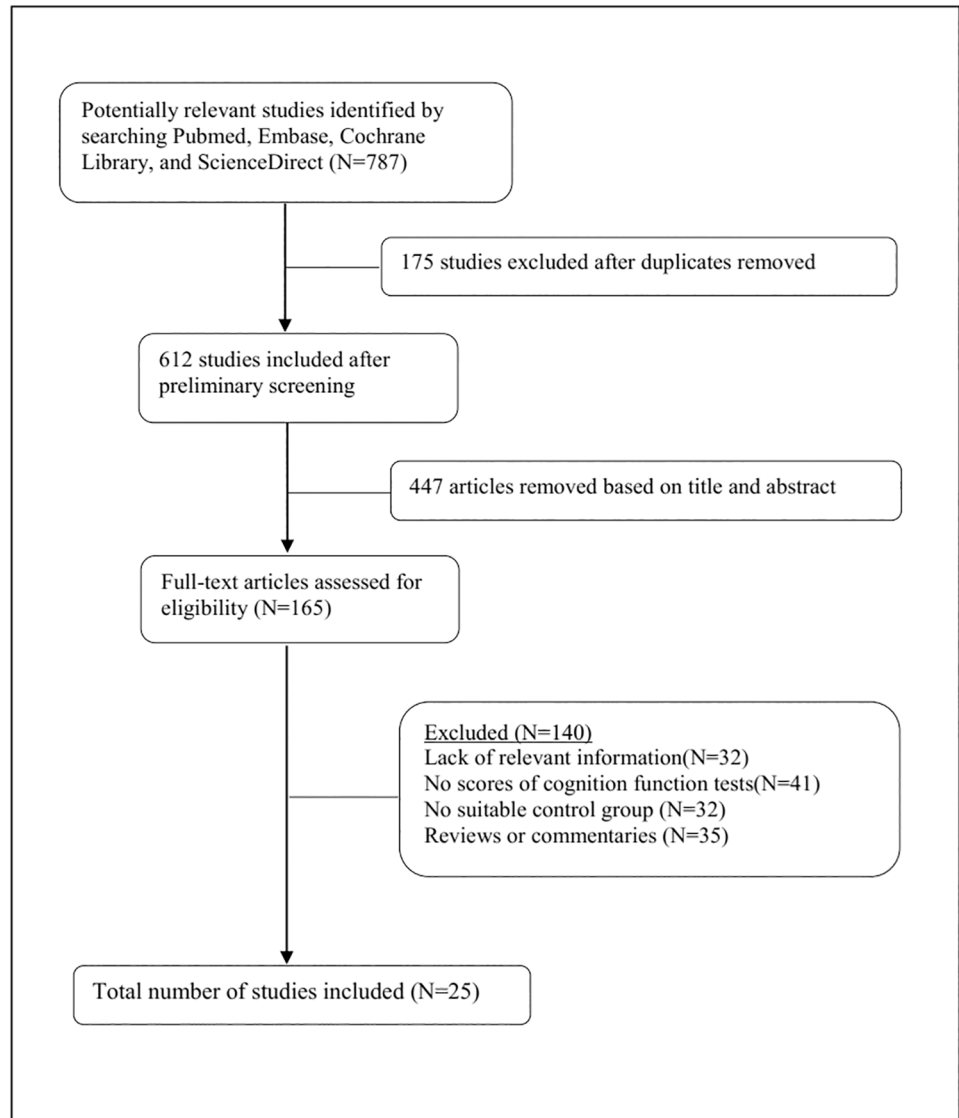 Potentially relevant studies identified by
searching Pubmed, Embase, Cochrane
Library, and ScienceDirect (N=787)
175 studies excluded after duplicates removed
612 studies included after
preliminary screening
447 articles removed based on title and abstract
Full-text articles assessed for
eligibility (N=165)
Excluded (N=140)
Lack of relevant information(N=32)
No scores of cognition function tests(N=41)
No suitable control group (N=32)
Reviews or commentaries (N=35)
Total number of studies included (N=25)